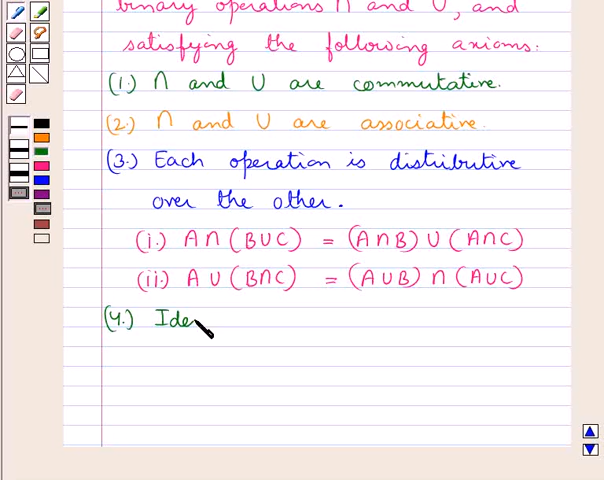 binary operations ∩ and ∪, and
satisfying the following axioms:
(1.) ∩ and ∪ are commutative.
(2.) ∩ and ∪ are associative.
(3.) Each operation is distributive
over the other.
(i.) A∩(B∪C) = (A∩B) ∪ (A∩C)
(ii.) A∪(B∩C) = (A∪B) ∩ (A∪C)
(4.) Ide